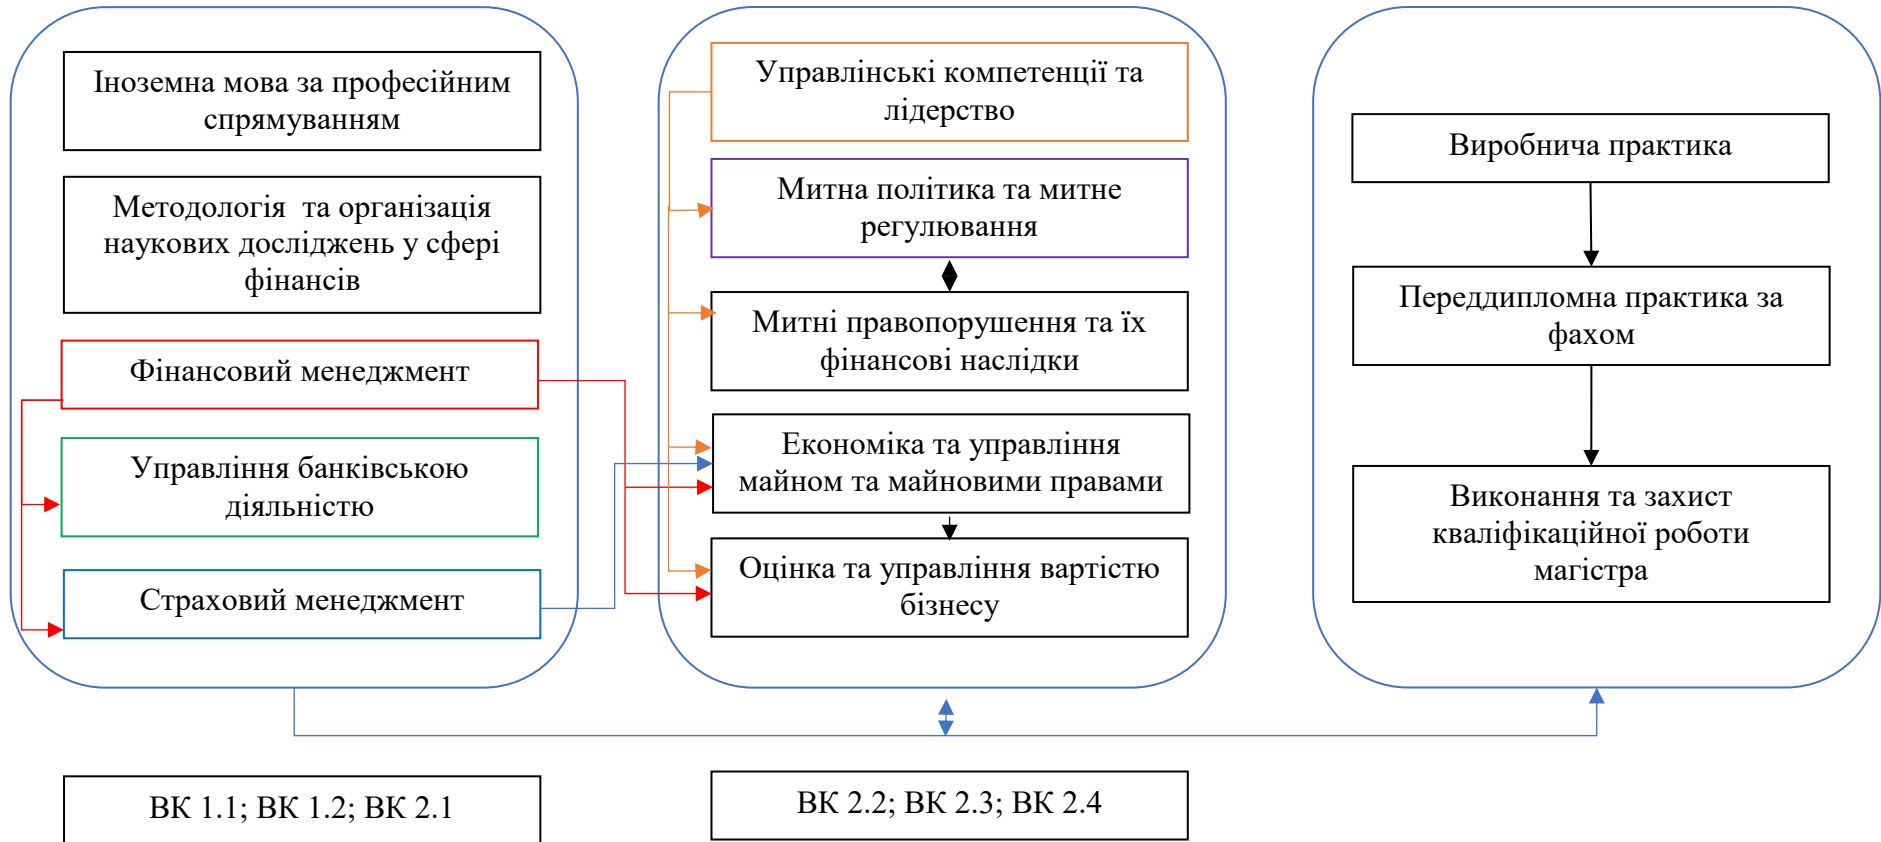 Іноземна мова за професійним
спрямуванням
Методологія та організація
наукових досліджень у сфері
фінансів
Фінансовий менеджмент
Управління банківською
діяльністю
Страховий менеджмент
Управлінські компетенції та
лідерство
Митна політика та митне
регулювання
Митні правопорушення та їх
фінансові наслідки
Економіка та управління
майном та майновими правами
Оцінка та управління вартістю
бізнесу
Виробнича практика
Переддипломна практика за
фахом
Виконання та захист
кваліфікаційної роботи
магістра
ВК 1.1; ВК 1.2; ВК 2.1
ВК 2.2; ВК 2.3; ВК 2.4